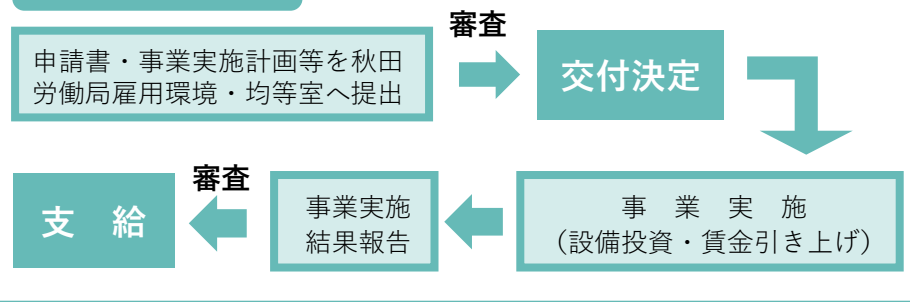 審査
申請書・事業実施計画等を秋田
労働局雇用環境・均等室へ提出
交付決定
審査
支　給
事業実施
結果報告
事　業　実　施
（設備投資・賃金引き上げ）